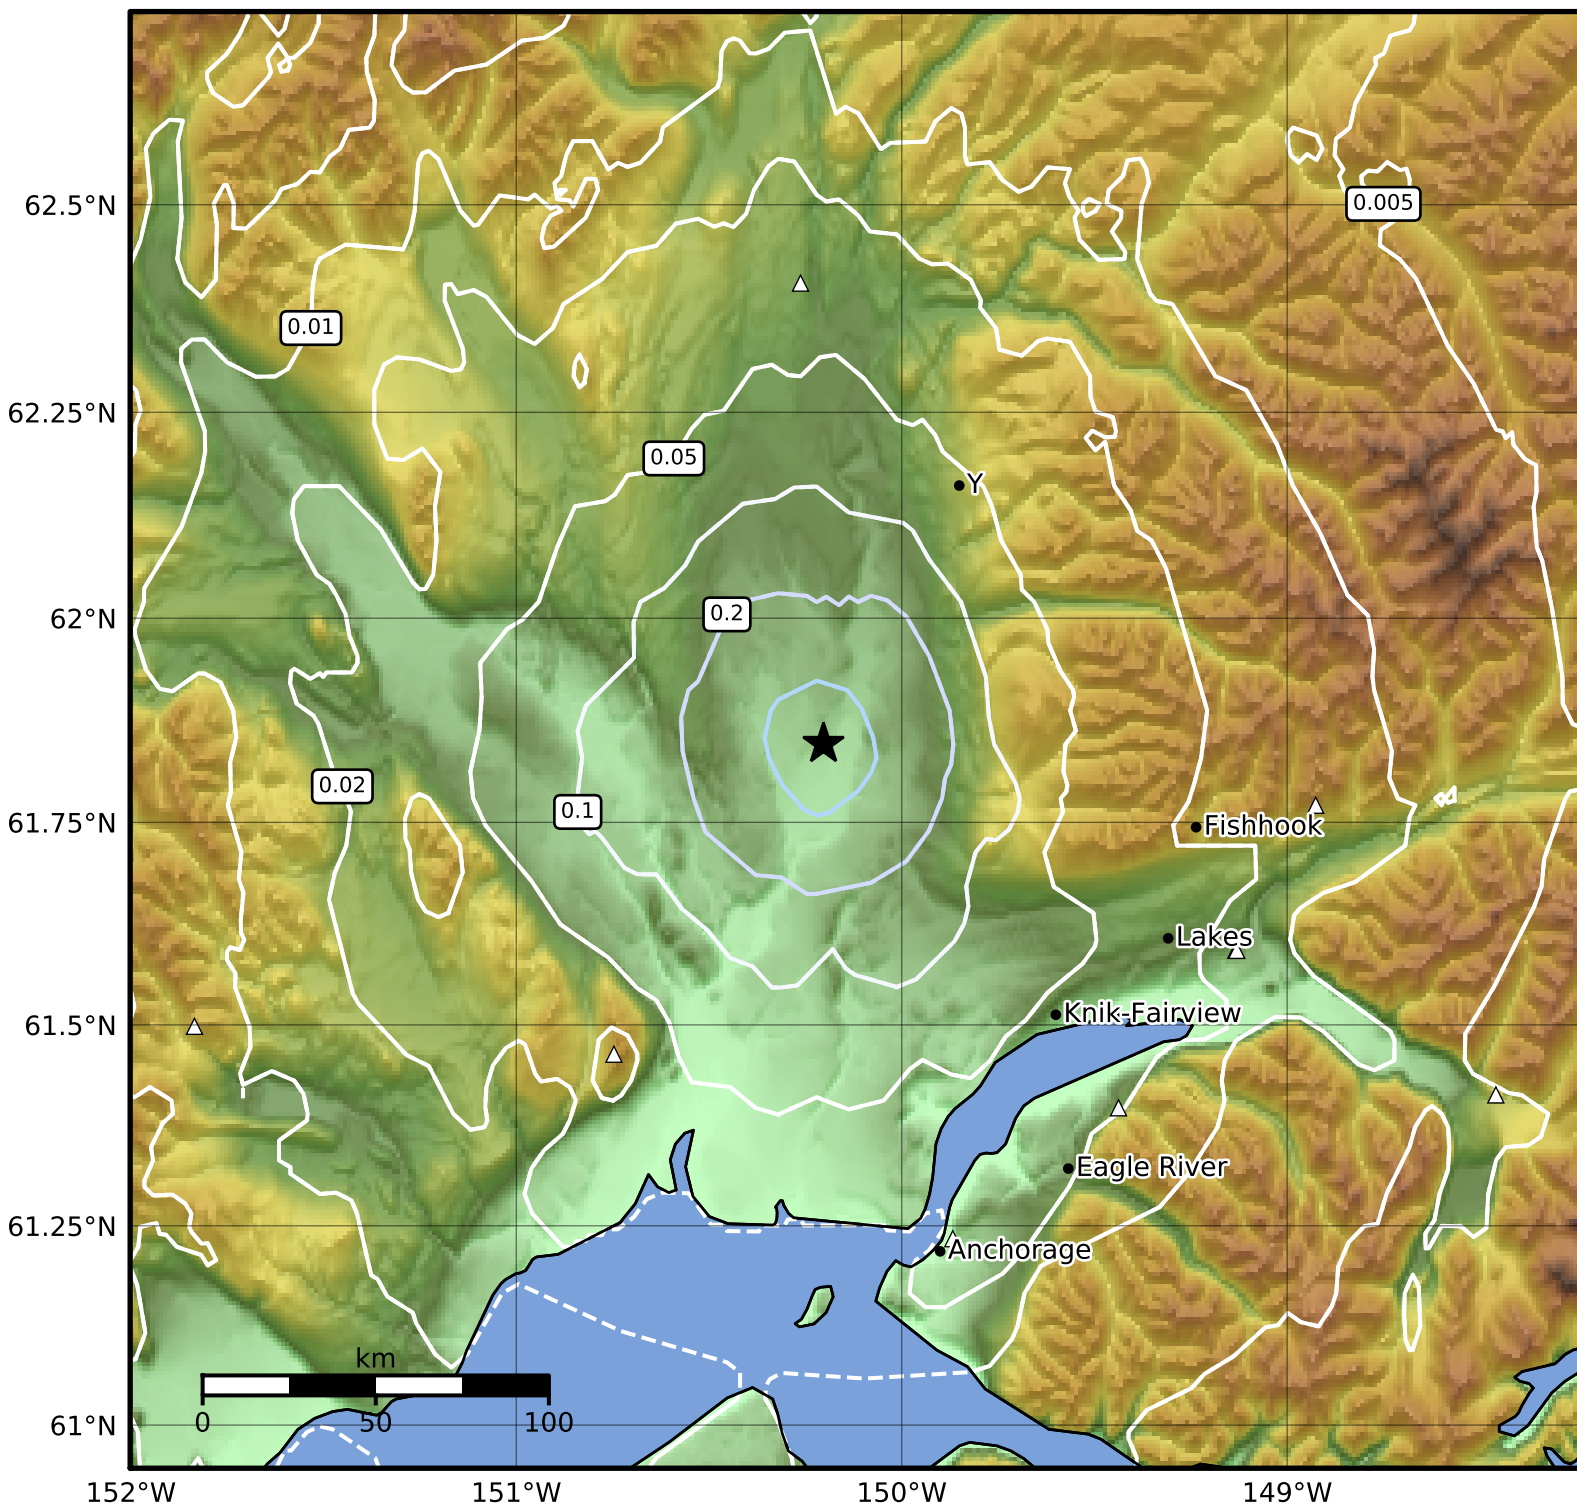 62.5°N
0.005
0.01
62.25°N
0.05
Y
62°N
0.2
0.02
0.1
61.75°N
Fishhook
Lakes
61.5°N
Knik-Fairview
Eagle River
61.25°N
Anchorage
km
0 50 100
61°N
152°W 151°W 150°W 149°W